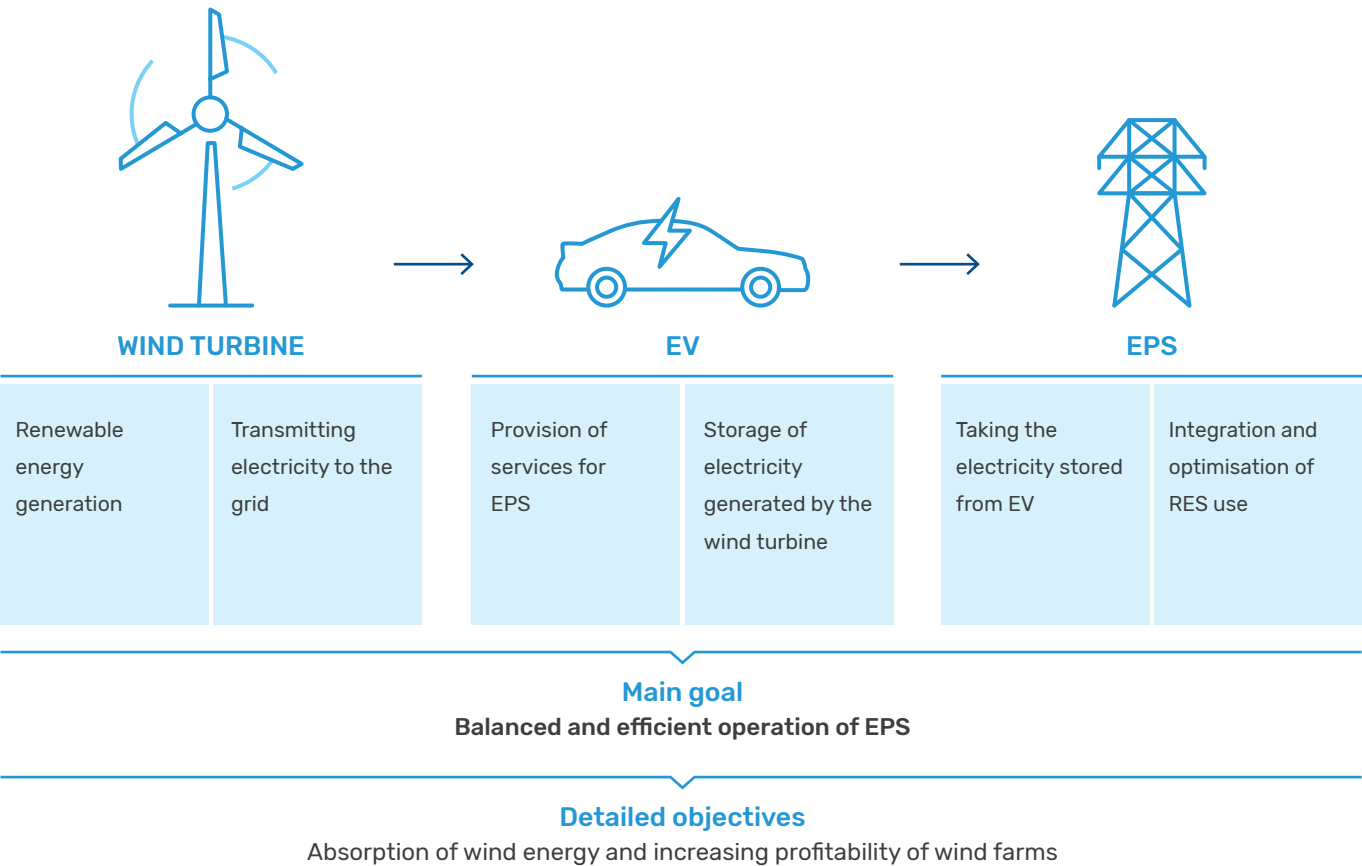 WIND TURBINE
Renewable
energy
generation
Transmitting
electricity to the
grid
EV
Provision of
services for
EPS
Storage of
electricity
generated by the
wind turbine
EPS
Taking the
electricity stored
from EV
Integration and
optimisation of
RES use
Main goal
Balanced and efficient operation of EPS
Detailed objectives
Absorption of wind energy and increasing profitability of wind farms